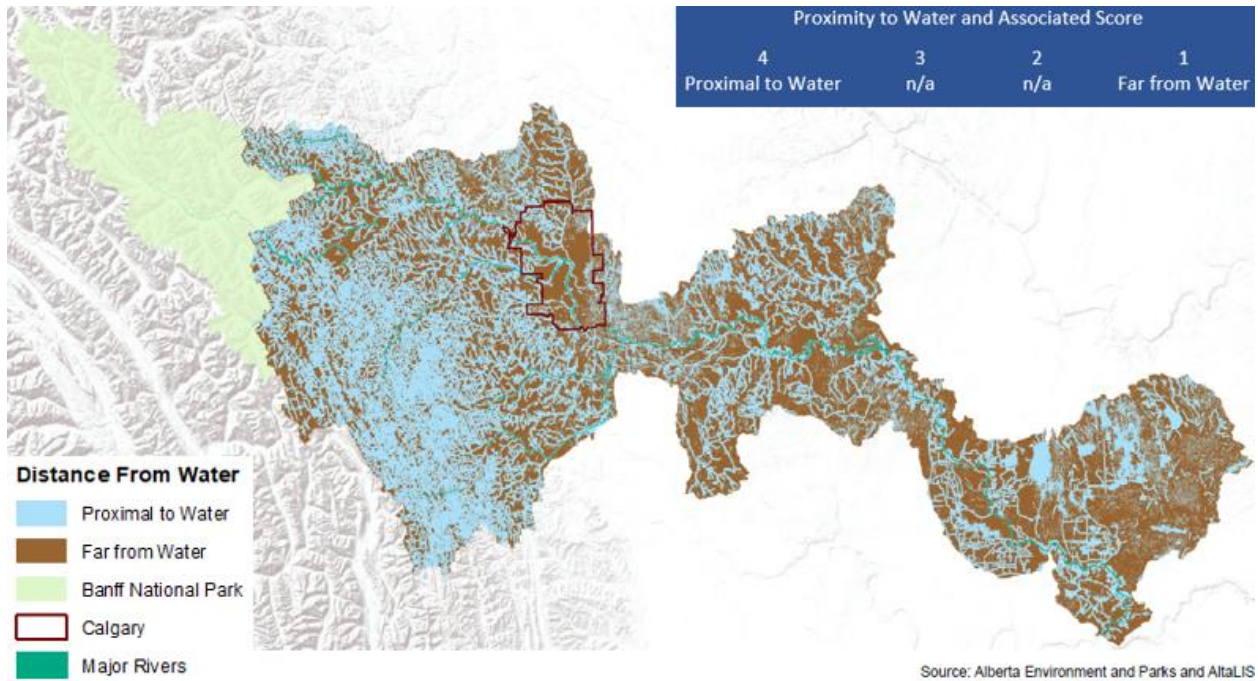 Proximity to Water and Associated Score
4 3 2 1
Proximal to Water n/a n/a Far from Water
Distance From Water
Proximal to Water
Far from Water
Banff National Park
Calgary
Major Rivers
Source: Alberta Environment and Parks and AltaLIS